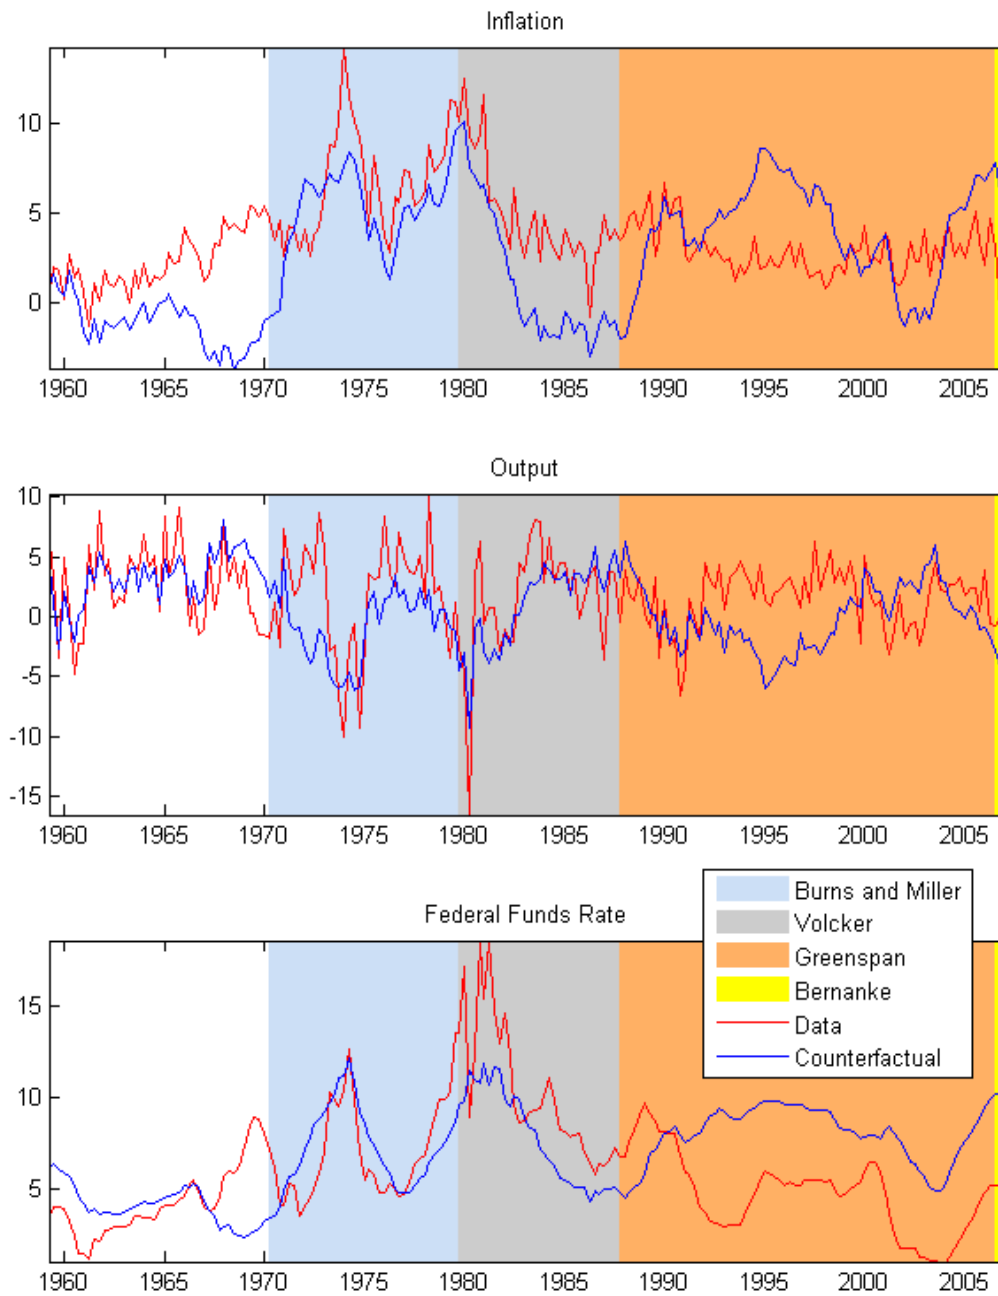 Inflation
10
5
0
1960 1965 1970 1975 1980 1985 1990 1995 2000 2005
Output
10
5
0
-5
-10
-15
1960 1965 1970 1975 1980 1985 1990 1995 2000 2005
Federal Funds Rate
15
10
5
1960 1965 1970 1975 1980 1985 1990 1995 2000 2005
Burns and Miller
Volcker
Greenspan
Bernanke
Data
Counterfactual